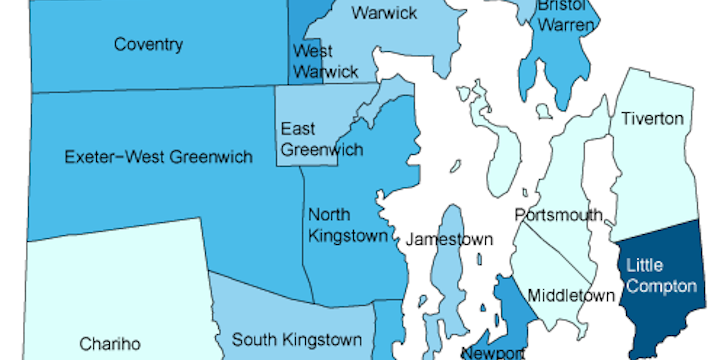 Bristol
Warren
Warwick
Coventry
West
Warwick
Tiverton
East
Greenwich
Exeter-West Greenwich
North
Kingstown
Portsmouth
Jamestown
Little
Compton
Middletown
South Kingstown
Chariho
Newport